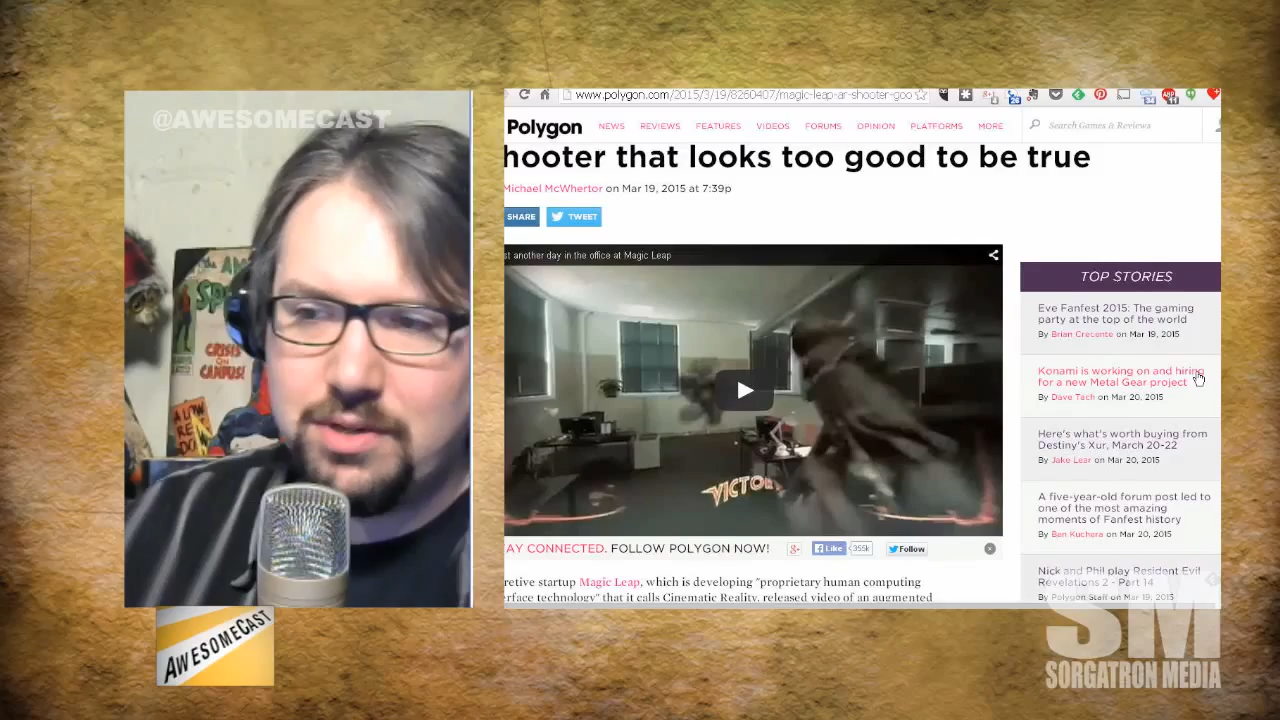 @AWESOMECAST
the AM
CRISIS
ON
CAMPUS!
A LOW
AWESOMECAST
www.polygon.com/2015/3/19/8260407/magic-leap-ar-shooter-goo
Polygon
NEWS REVIEWS FEATURES VIDEOS FORUMS OPINION PLATFORMS MORE
Search Games & Reviews
hooter that looks too good to be true
Michael McWhertor on Mar 19, 2015 at 7:39p
SHARE
TWEET
st another day in the office at Magic Leap
VICTOR
AY CONNECTED. FOLLOW POLYGON NOW!
Like
355k
Follow
retive startup Magic Leap, which is developing "proprietary human computing
erface technology" that it calls Cinematic Reality, released video of an augmented
TOP STORIES
Eve Fanfest 2015: The gaming
party at the top of the world
By Brian Crecente on Mar 19, 2015
Konami is working on and hiring
for a new Metal Gear project
By Dave Tach on Mar 20, 2015
Here's what's worth buying from
Destiny's Xur, March 20-22
By Jake Lear on Mar 20, 2015
A five-year-old forum post led to
one of the most amazing
moments of Fanfest history
By Ben Kuchera on Mar 20, 2015
Nick and Phil play Resident Evil
Revelations 2 - Part 14
By Polygon Staff on Mar 19, 2015
SM
SORGATRON MEDIA